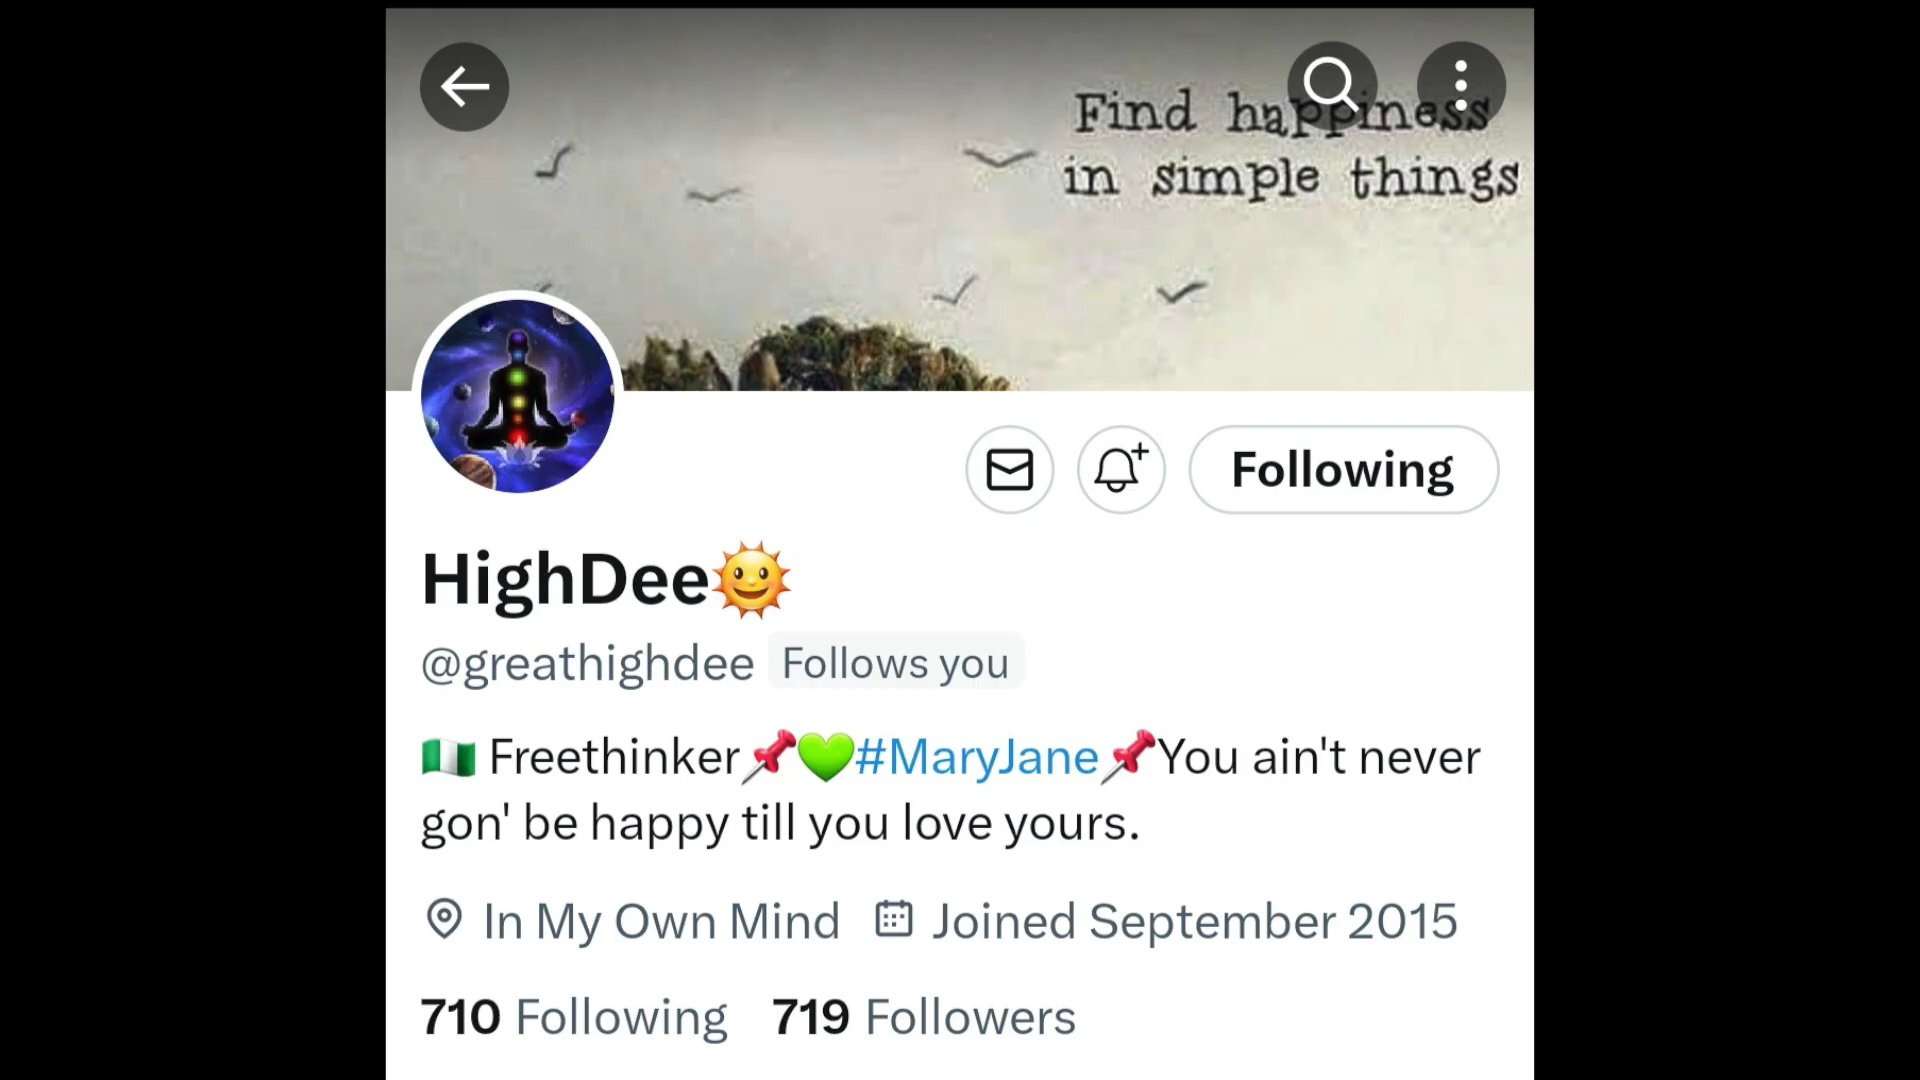 Find happiness
in simple things
Following
HighDee🌞
@greathighdee Follows you
🇳🇬 Freethinker📌💚#MaryJane📌You ain't never
gon' be happy till you love yours.
In My Own Mind Joined September 2015
710 Following 719 Followers